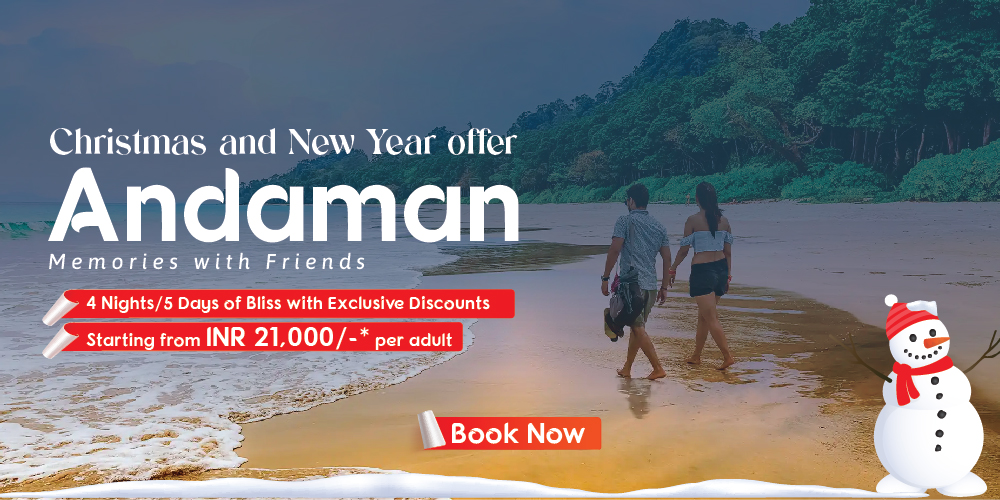 Christmas and New Year offer
Andaman
Memories with Friends
4 Nights/5 Days of Bliss with Exclusive Discounts
Starting from INR 21,000/-* per adult
Book Now